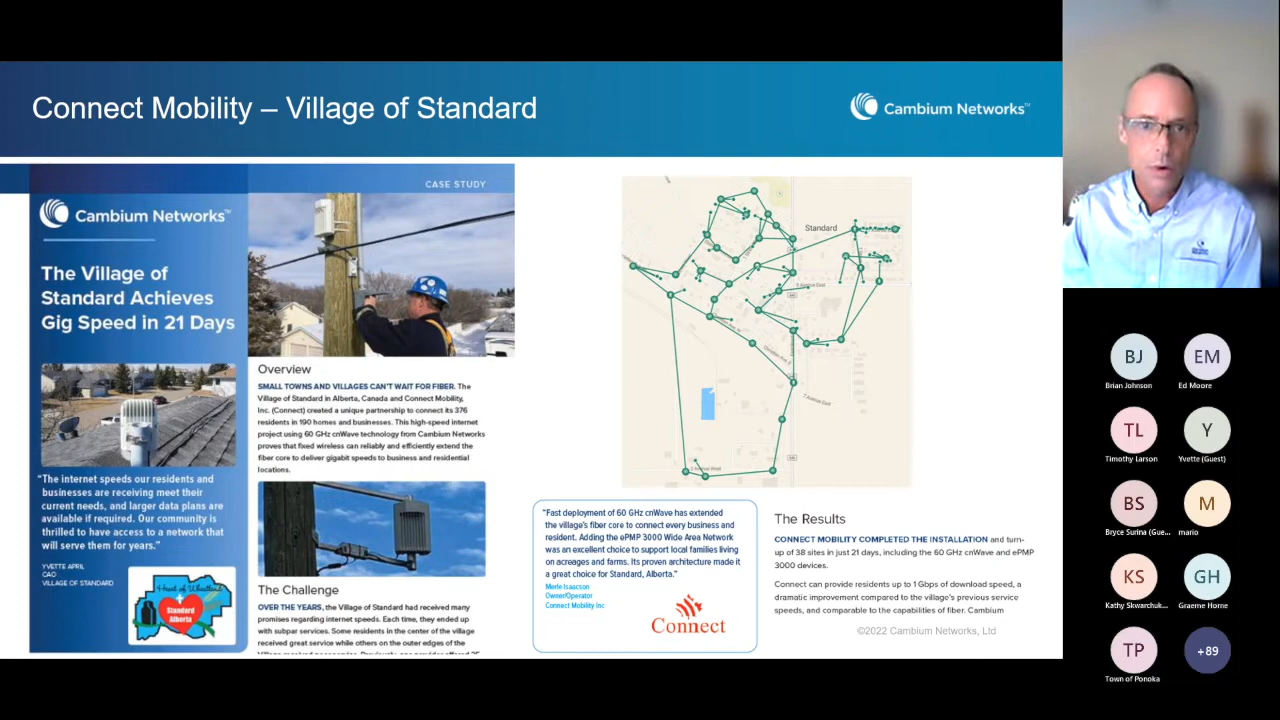 Connect Mobility – Village of Standard
Cambium Networks™
CASE STUDY
Cambium Networks™
The Village of
Standard Achieves
Gig Speed in 21 Days
"The internet speeds our residents and
businesses are receiving meet their
current needs, and larger data plans are
available if required. Our community is
thrilled to have access to a network that
will serve them for years."
YVETTE APRIL
CAO
VILLAGE OF STANDARD
Heart of Wheatland
Standard
Alberta
Overview
SMALL TOWNS AND VILLAGES CAN'T WAIT FOR FIBER. The
Village of Standard in Alberta, Canada and Connect Mobility,
Inc. (Connect) created a unique partnership to connect its 376
residents in 190 homes and businesses. This high-speed internet
project using 60 GHz cnWave technology from Cambium Networks
proves that fixed wireless can reliably and efficiently extend the
fiber core to deliver gigabit speeds to business and residential
locations.
The Challenge
OVER THE YEARS, the Village of Standard had received many
promises regarding internet speeds. Each time, they ended up
with subpar services. Some residents in the center of the village
received great service while others on the outer edges of the
Standard
"Fast deployment of 60 GHz cnWave has extended
the village's fiber core to connect every business and
resident. Adding the ePMP 3000 Wide Area Network
was an excellent choice to support local families living
on acreages and farms. Its proven architecture made it
a great choice for Standard, Alberta."
Merle Isaacson
Owner/Operator
Connect Mobility Inc
Connect
The Results
CONNECT MOBILITY COMPLETED THE INSTALLATION and turn-
up of 38 sites in just 21 days, including the 60 GHz cnWave and ePMP
3000 devices.
Connect can provide residents up to 1 Gbps of download speed, a
dramatic improvement compared to the village's previous service
speeds, and comparable to the capabilities of fiber. Cambium
©2022 Cambium Networks, Ltd
BJ
Brian Johnson
EM
Ed Moore
TL
Timothy Larson
Y
Yvette (Guest)
BS
Bryce Surina (Gue...
M
mario
KS
Kathy Skwarchuk...
GH
Graeme Horne
TP
Town of Ponoka
+89